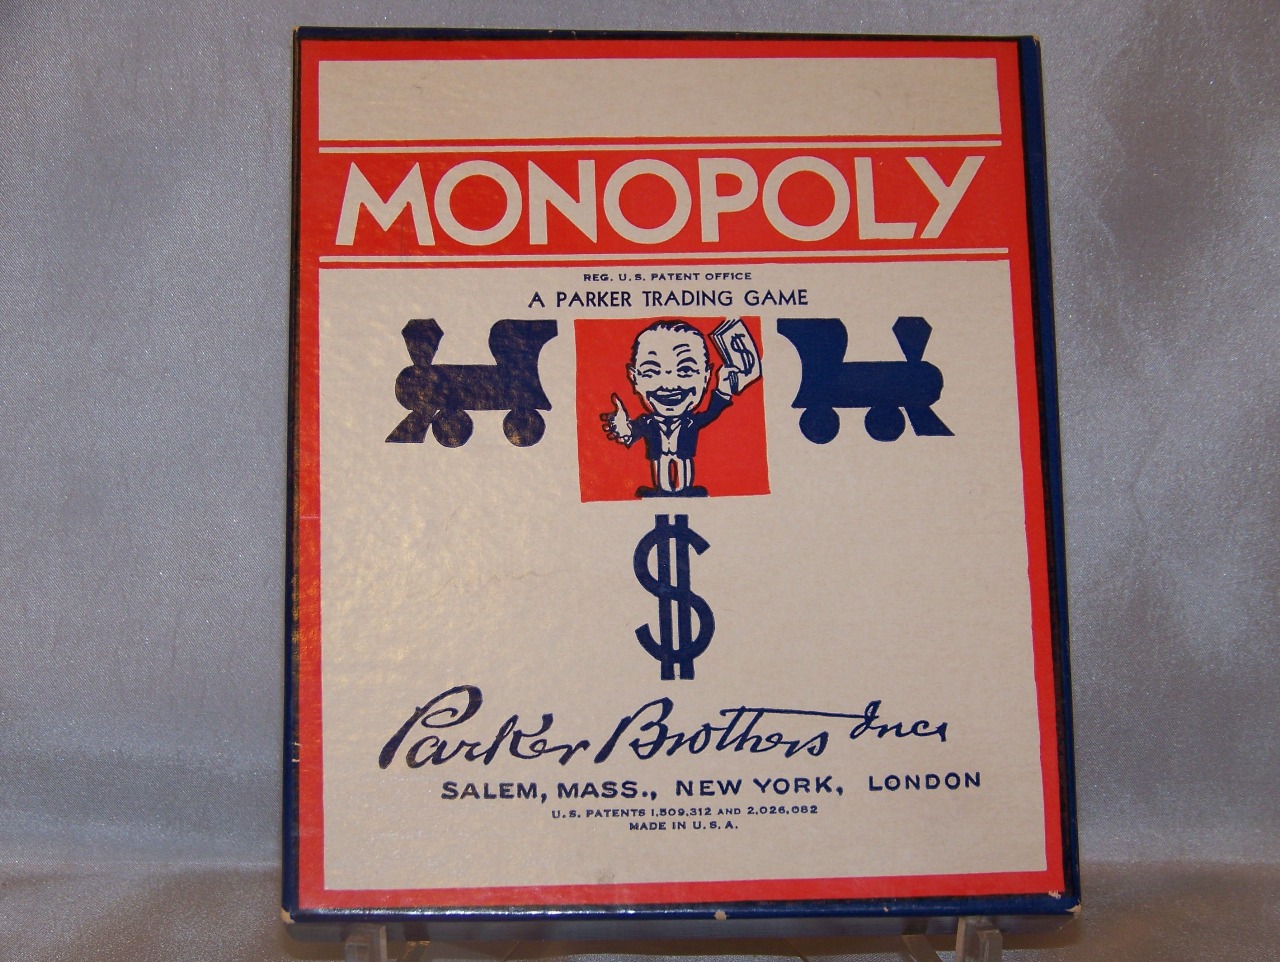 MONOPOLY
REG. U.S. PATENT OFFICE
A PARKER TRADING GAME
$
$
Parker Brothers Inc.
SALEM, MASS., NEW YORK, LONDON
U.S. PATENTS 1,509,312 AND 2,026,082
MADE IN U.S.A.